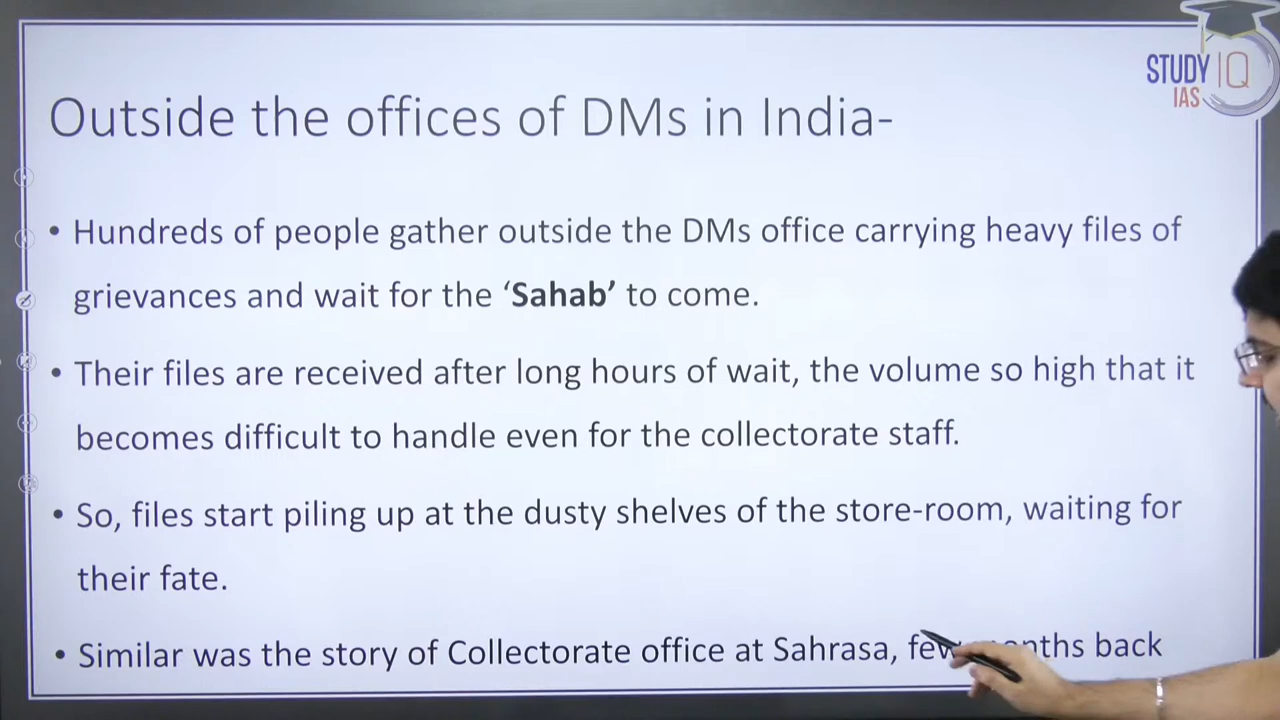 STUDY IQ
IAS
Outside the offices of DMs in India-
• Hundreds of people gather outside the DMs office carrying heavy files of
grievances and wait for the ‘Sahab’ to come.
• Their files are received after long hours of wait, the volume so high that it
becomes difficult to handle even for the collectorate staff.
• So, files start piling up at the dusty shelves of the store-room, waiting for
their fate.
• Similar was the story of Collectorate office at Sahrasa, few months back